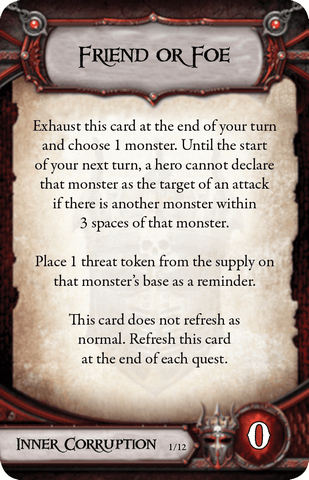 Friend or Foe
Exhaust this card at the end of your turn
and choose 1 monster. Until the start
of your next turn, a hero cannot declare
that monster as the target of an attack
if there is another monster within
3 spaces of that monster.
Place 1 threat token from the supply on
that monster's base as a reminder.
This card does not refresh as
normal. Refresh this card
at the end of each quest.
Inner Corruption 1/12
0